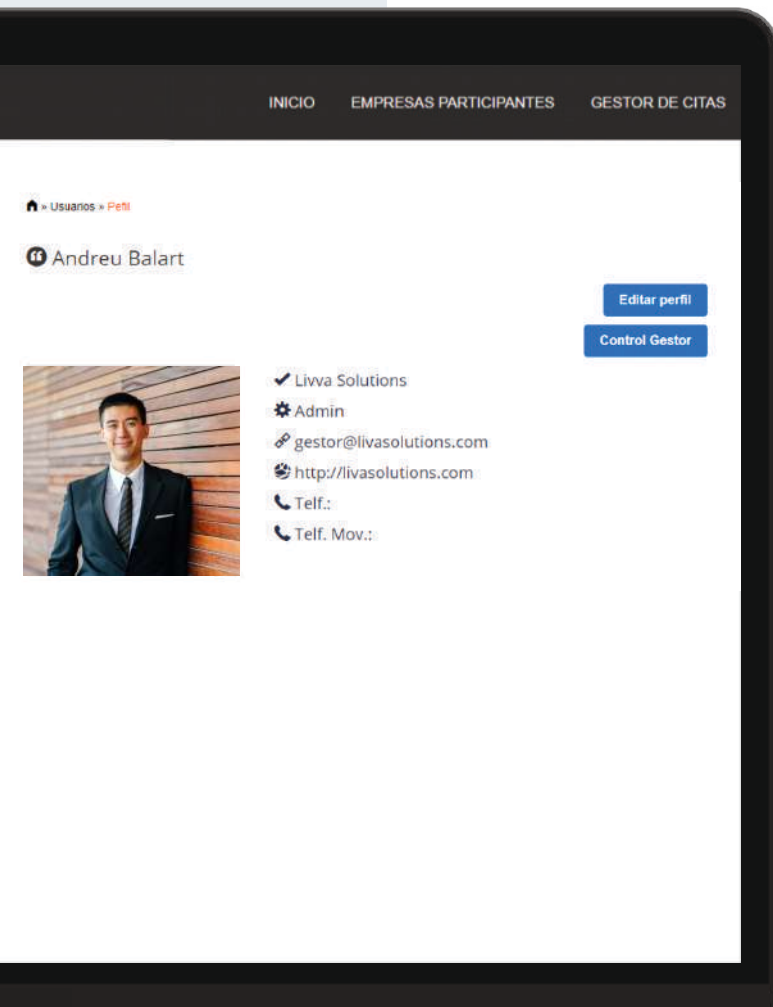 INICIO EMPRESAS PARTICIPANTES GESTOR DE CITAS
» Usuarios » Pefil
Andreu Balart
Editar perfil
Control Gestor
Livva Solutions
Admin
gestor@livasolutions.com
http://livasolutions.com
Telf.:
Telf. Mov.: